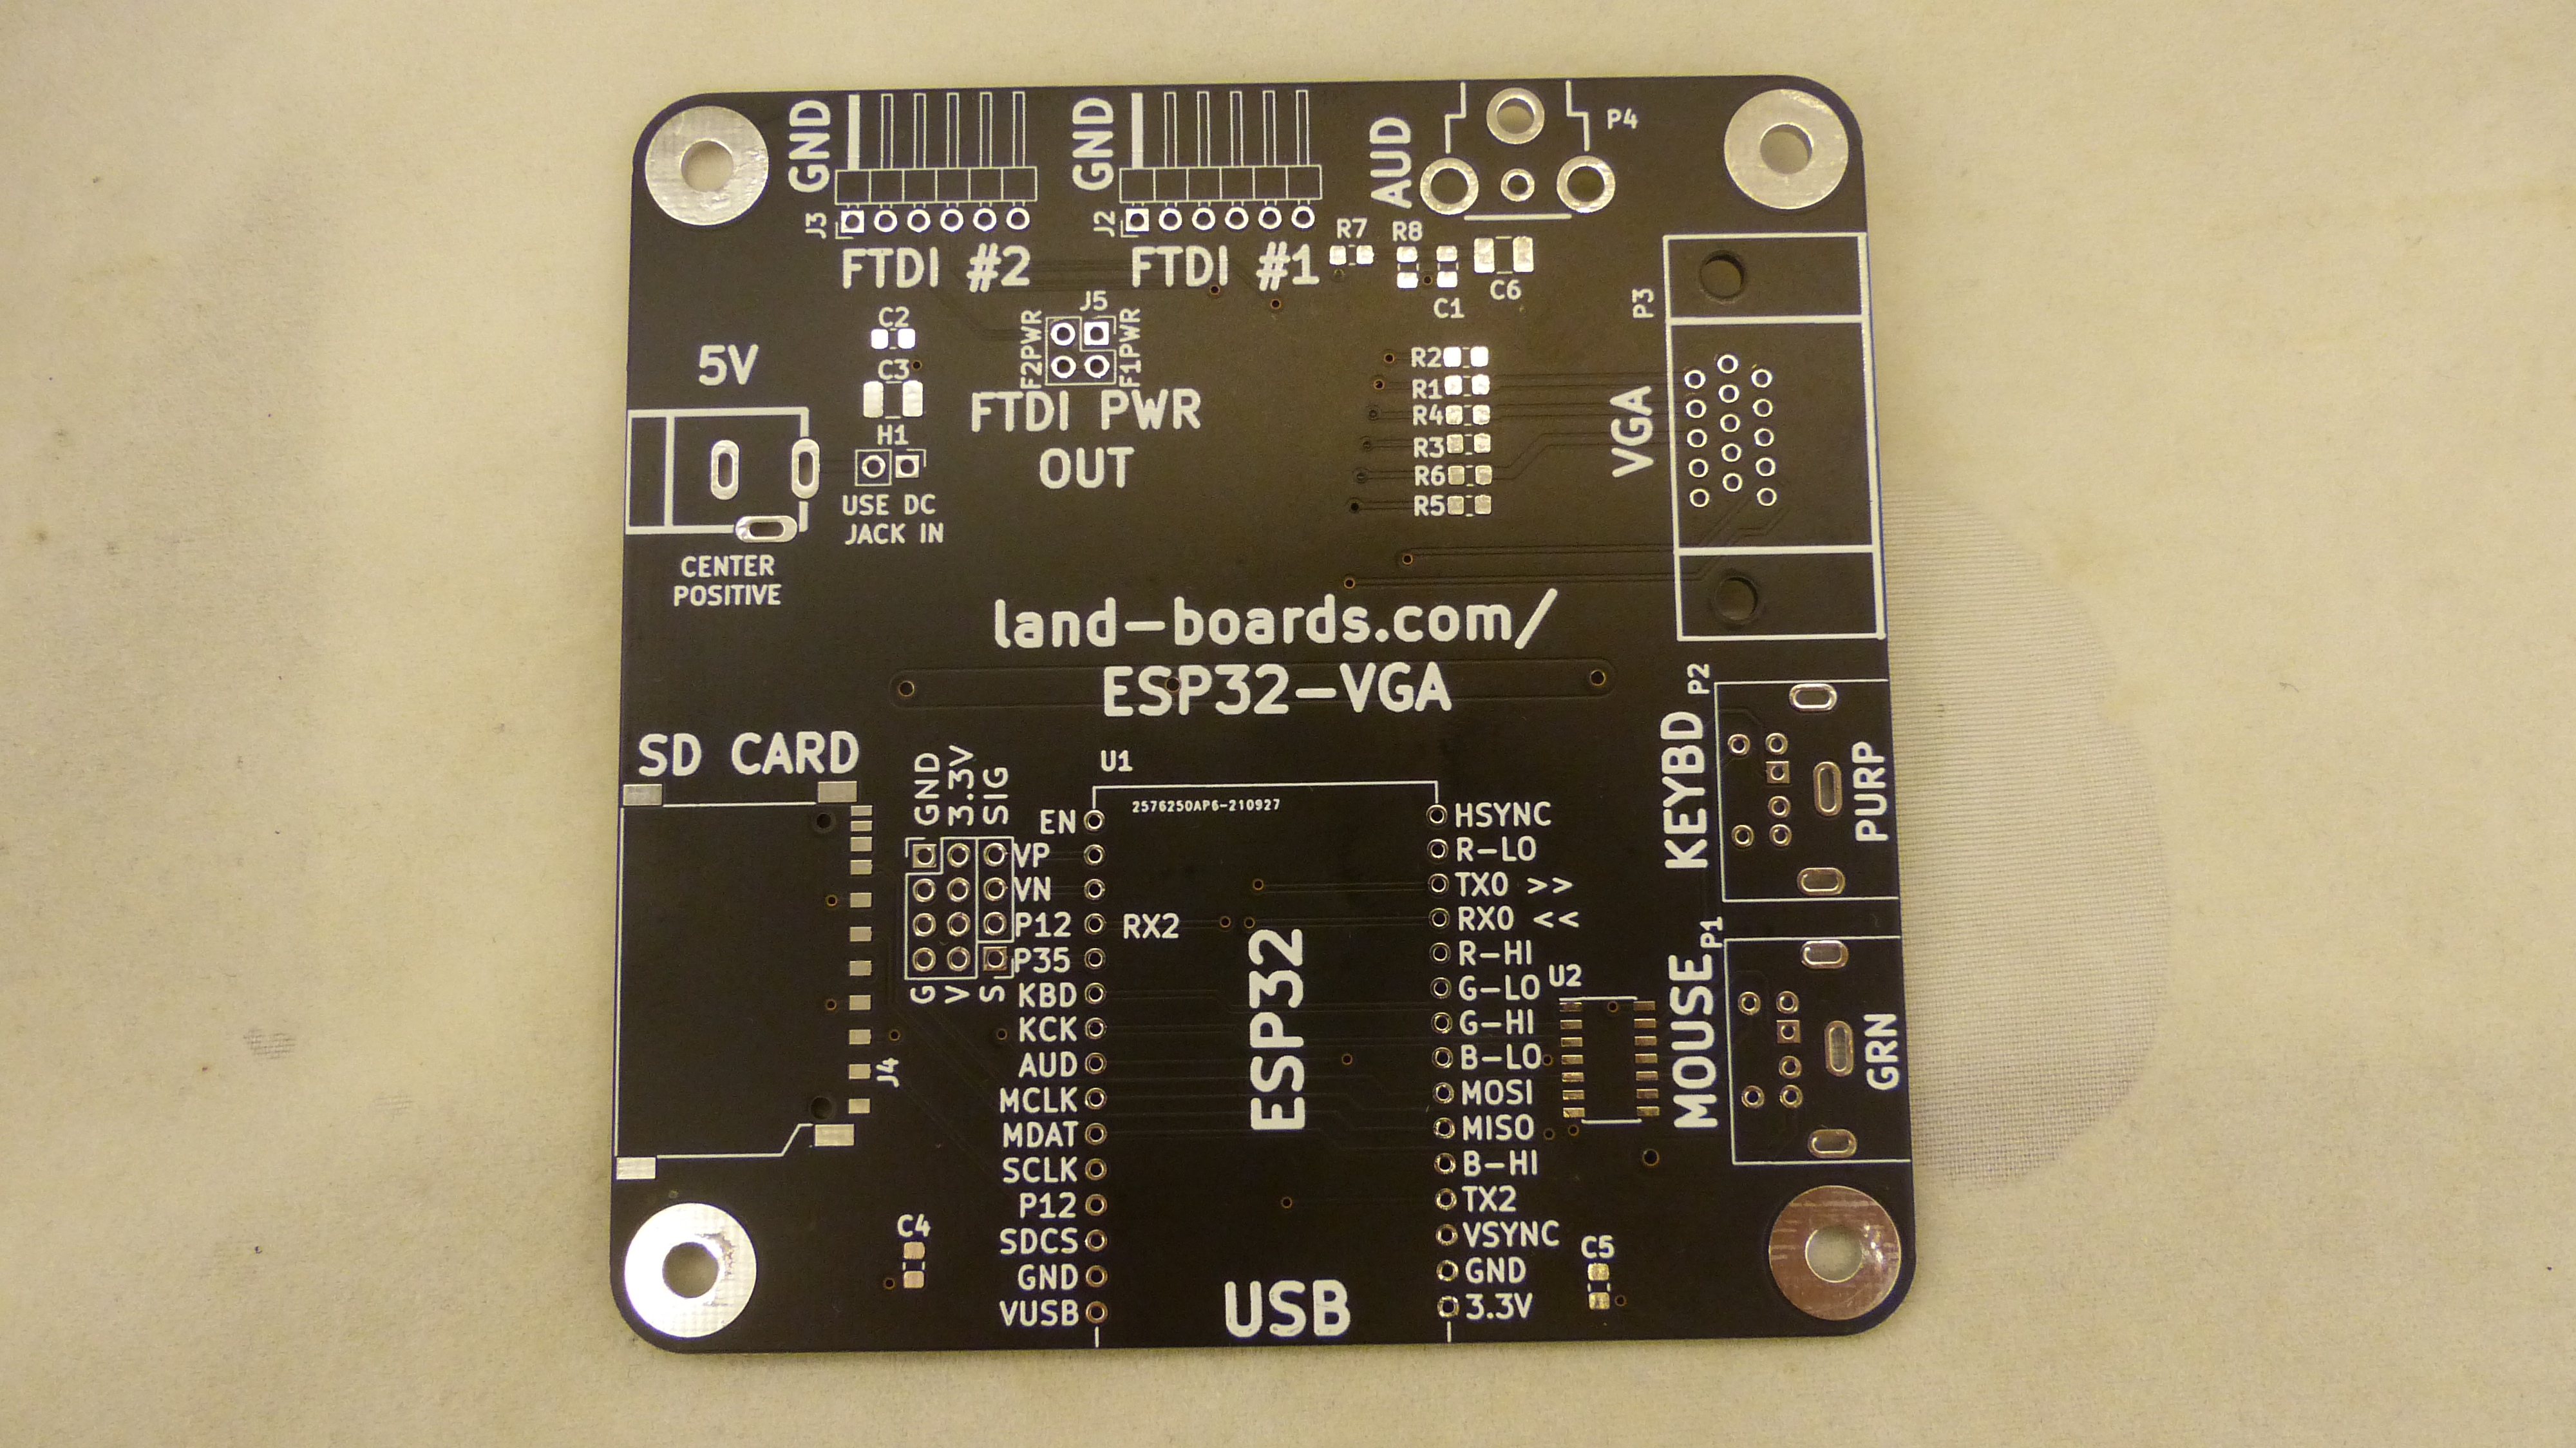 GND
J3
FTDI #2
GND
J2
FTDI #1
AUD
P4
R7
R8
C1
C6
C2
C3
5V
H1
USE DC
JACK IN
CENTER
POSITIVE
J5
F2PWR
F1PWR
FTDI PWR
OUT
R2
R1
R4
R3
R6
R5
P3
VGA
land-boards.com/
ESP32-VGA
SD CARD
J4
GND
3.3V
SIG
G
V
S
U1
2576250AP6-210927
EN
VP
VN
P12
RX2
P35
KBD
KCK
AUD
MCLK
MDAT
SCLK
P12
SDCS
GND
VUSB
ESP32
USB
HSYNC
R-LO
TX0 >>
RX0 <<
R-HI
G-LO
G-HI
B-LO
MOSI
MISO
B-HI
TX2
VSYNC
GND
3.3V
U2
P2
KEYBD
PURP
P1
MOUSE
GRN
C4
C5